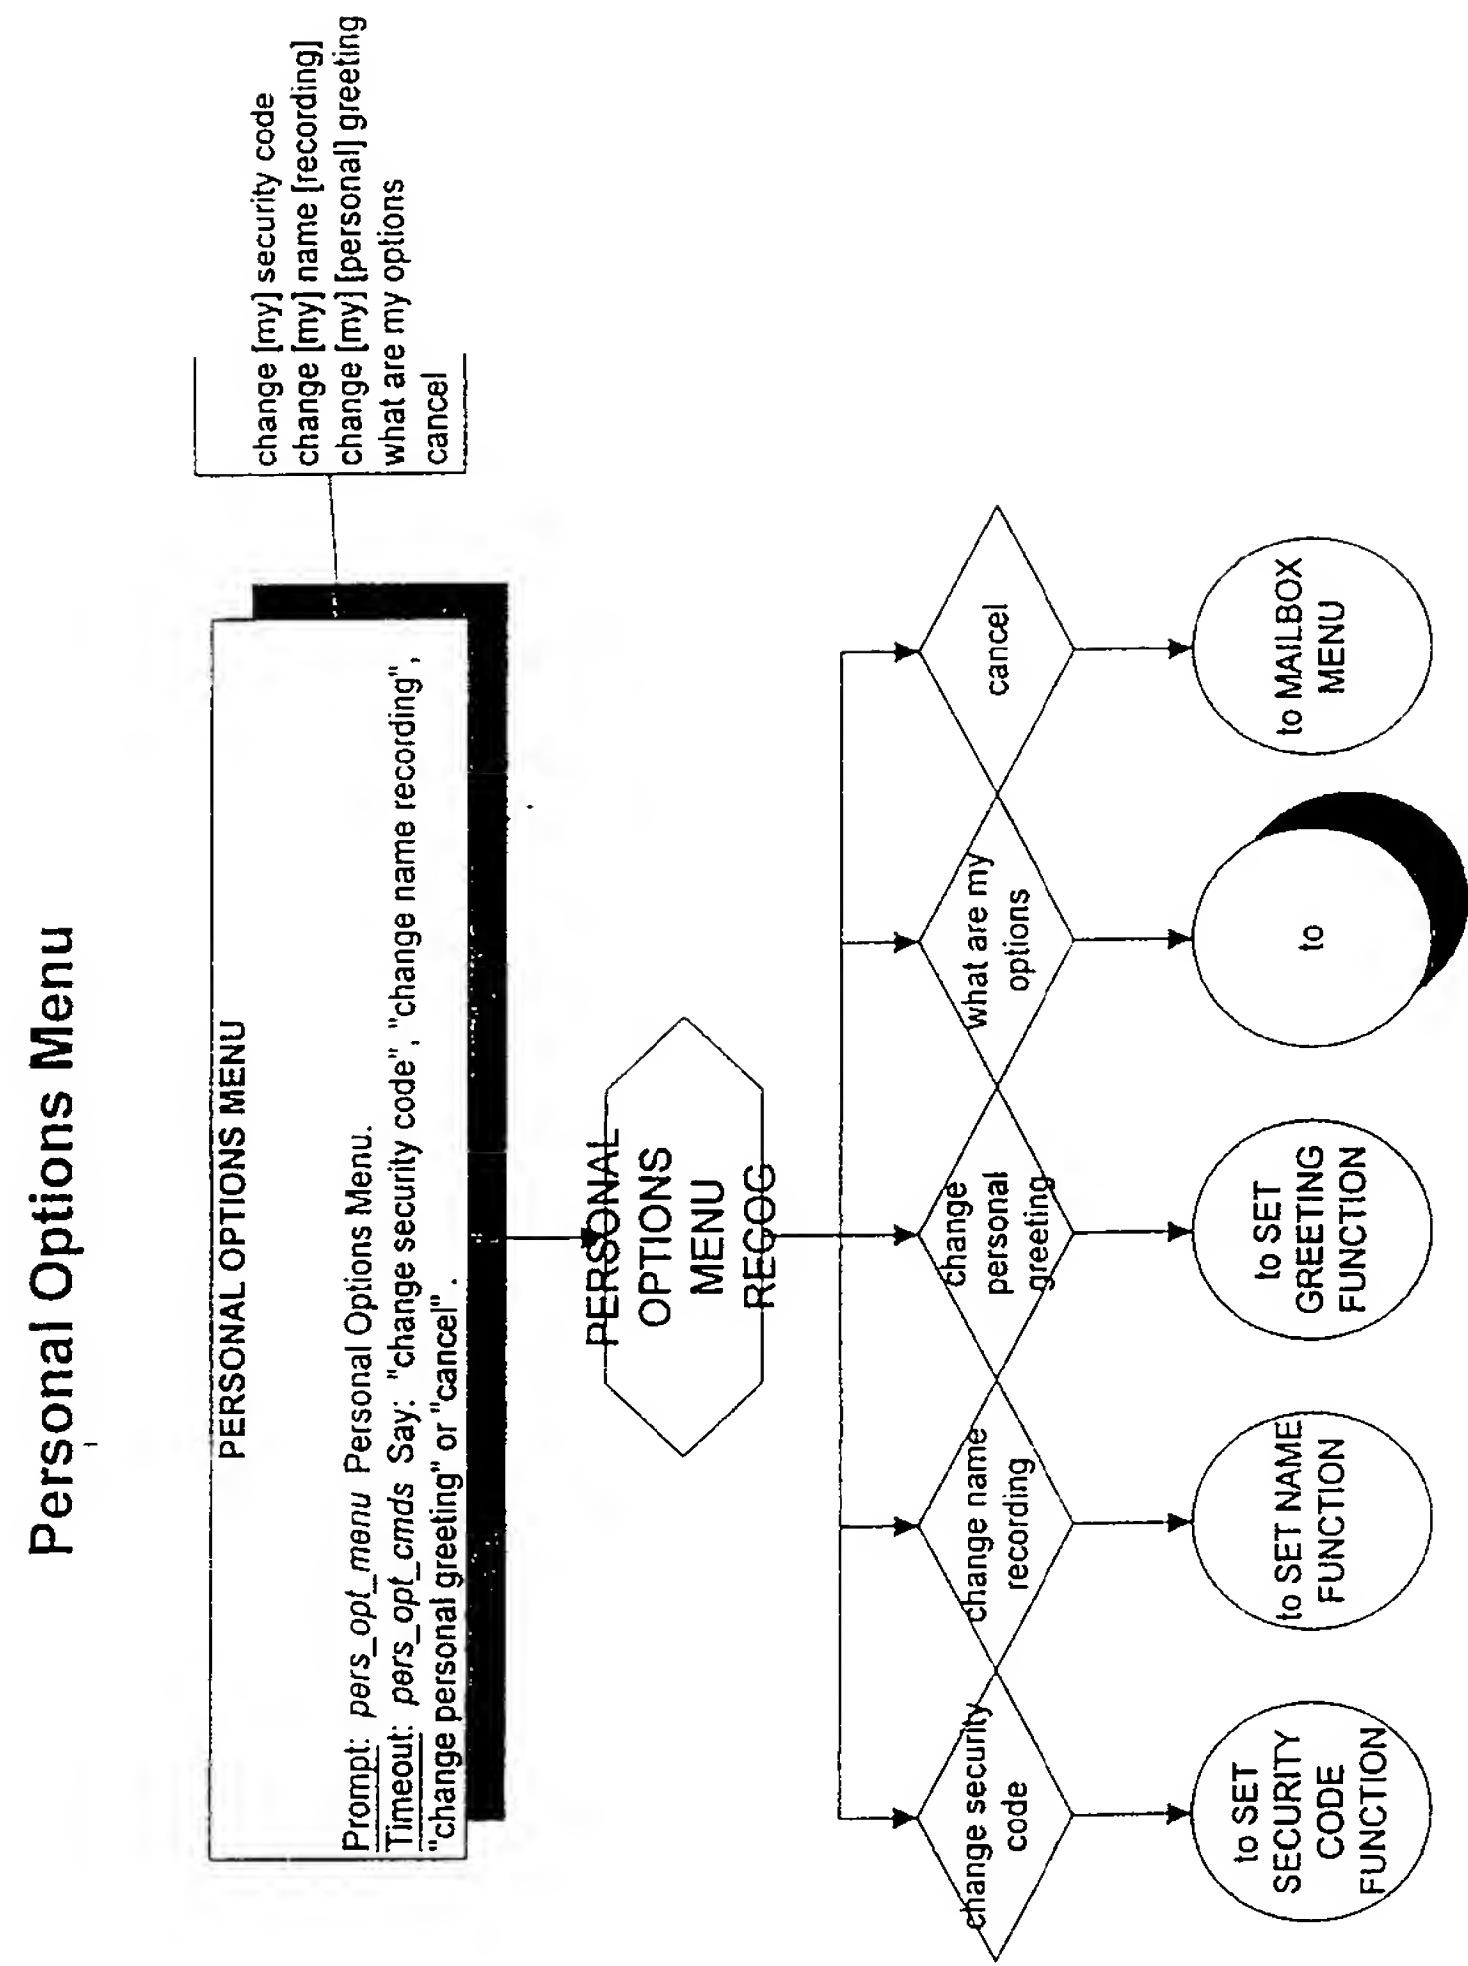 Personal Options Menu
PERSONAL OPTIONS MENU
Prompt: pers_opt_menu Personal Options Menu.
Timeout: pers_opt_cmds Say: "change security code", "change name recording",
"change personal greeting" or "cancel".
change [my] security code
change [my] name [recording]
change [my] [personal] greeting
what are my options
cancel
PERSONAL
OPTIONS
MENU
RECOG
change security
code
change name
recording
change
personal
greeting
what are my
options
cancel
to SET
SECURITY
CODE
FUNCTION
to SET NAME
FUNCTION
to SET
GREETING
FUNCTION
to
to MAILBOX
MENU